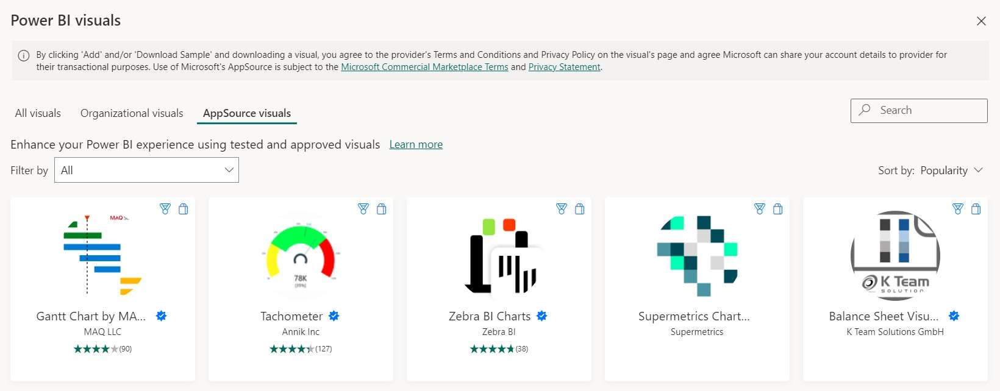 Power BI visuals
By clicking 'Add' and/or 'Download Sample' and downloading a visual, you agree to the provider's Terms and Conditions and Privacy Policy on the visual's page and agree Microsoft can share your account details to provider for
their transactional purposes. Use of Microsoft's AppSource is subject to the Microsoft Commercial Marketplace Terms and Privacy Statement.
All visuals
Organizational visuals
AppSource visuals
Search
Enhance your Power BI experience using tested and approved visuals Learn more
Filter by All
Sort by: Popularity
MAQ
Gantt Chart by MA...
MAQ LLC
(90)
78K
(35%)
Tachometer
Annik Inc
(127)
Zebra BI Charts
Zebra BI
(38)
Supermetrics Chart...
Supermetrics
K Team
SOLUTION
Balance Sheet Visu...
K Team Solutions GmbH